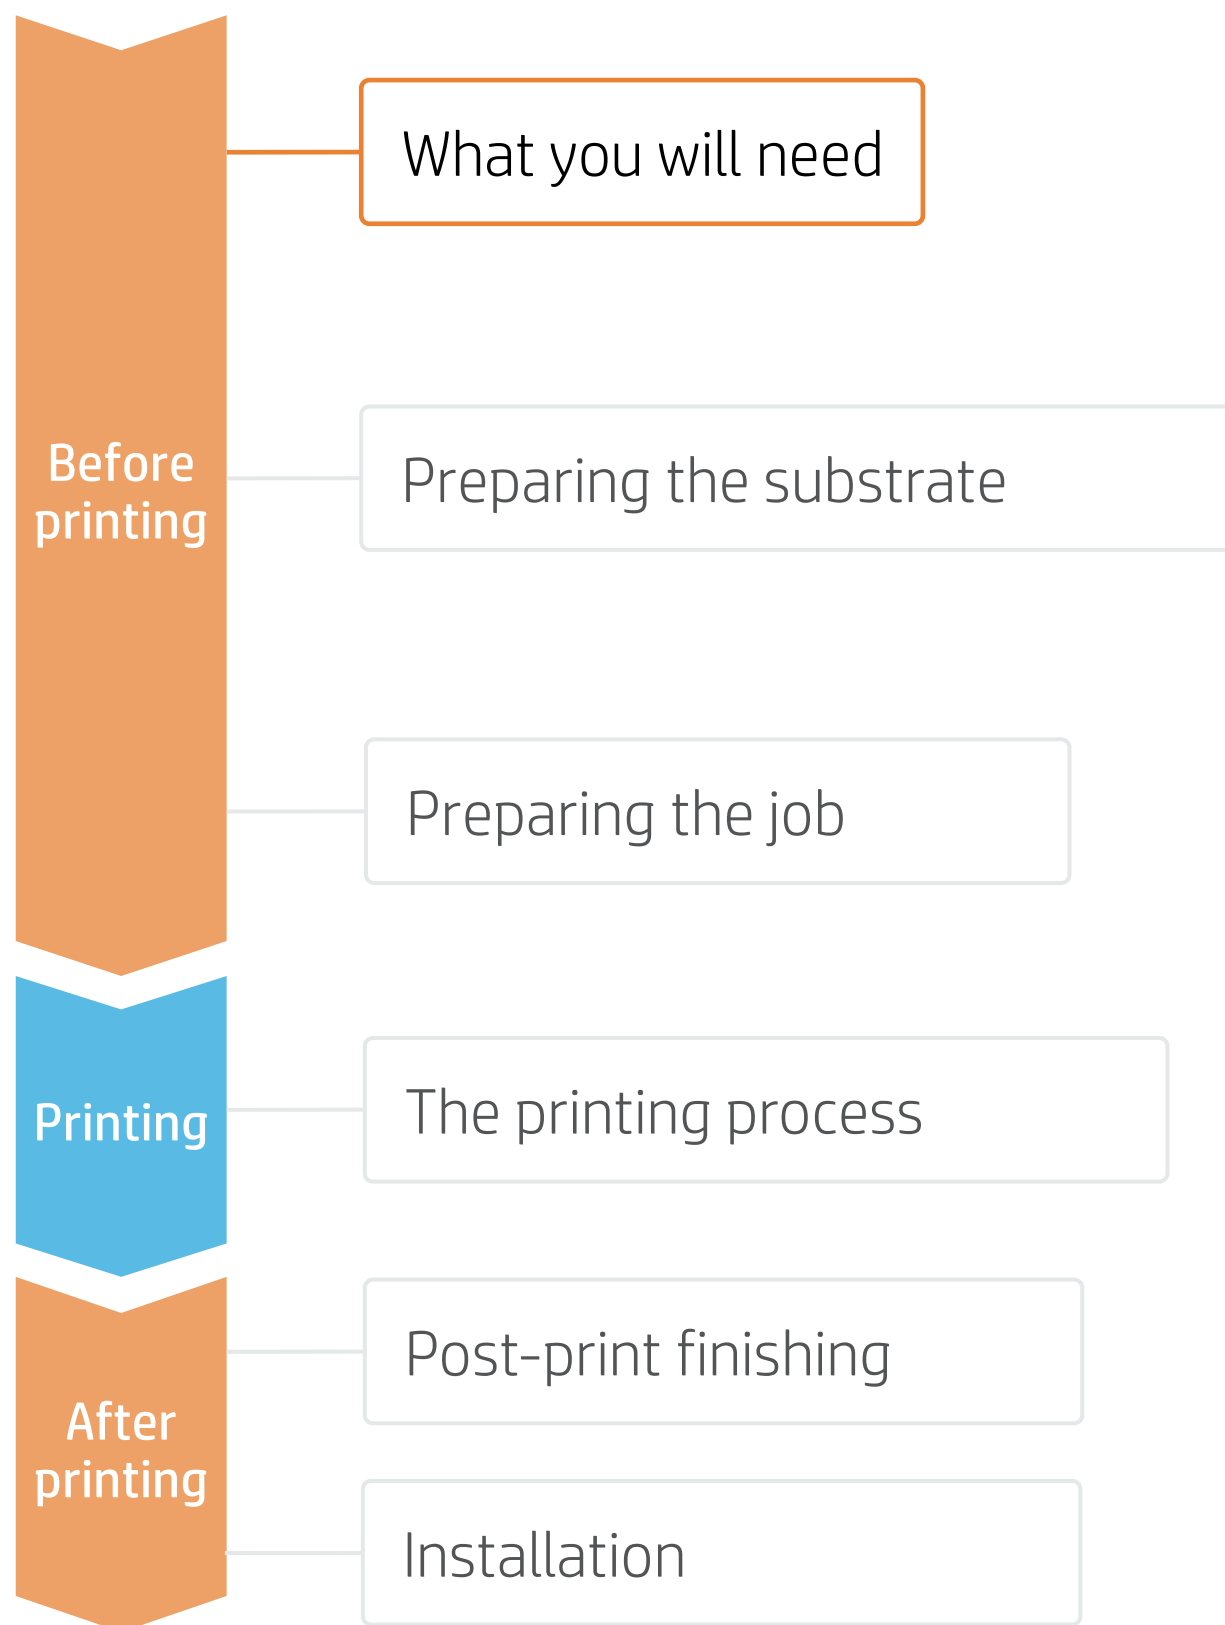 What you will need
Before
printing
Preparing the substrate
Preparing the job
Printing
The printing process
After
printing
Post-print finishing
Installation